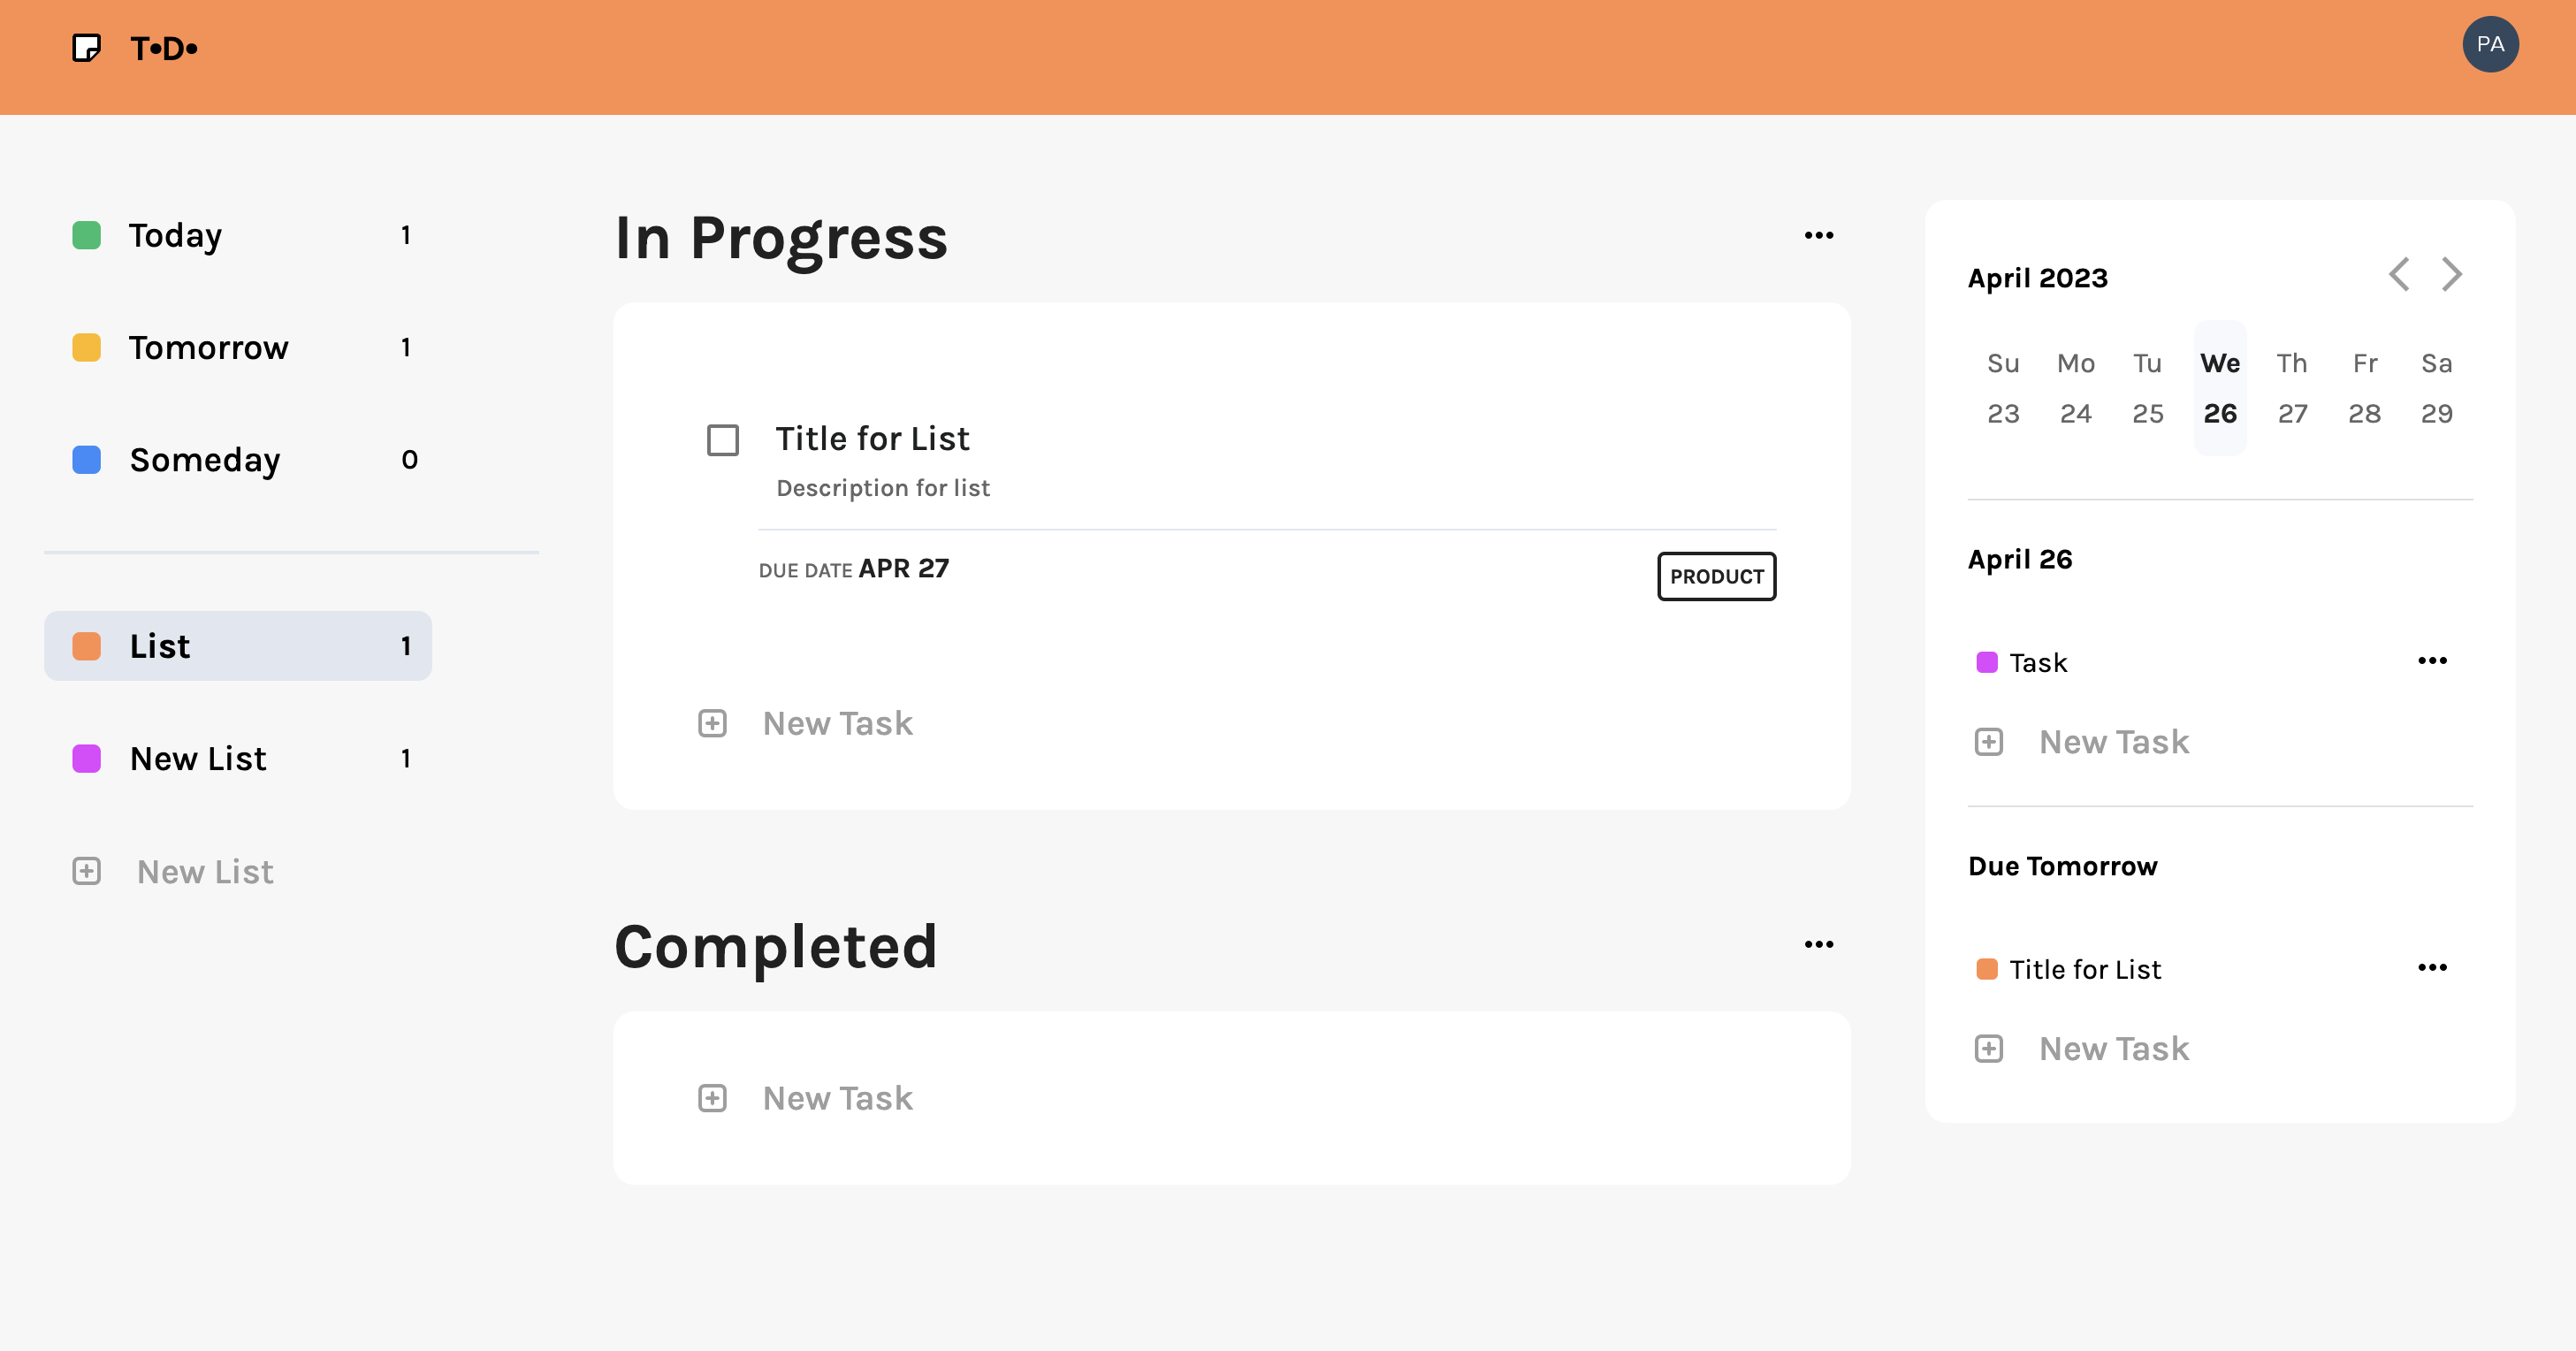 T•D•
PA
Today 1
Tomorrow 1
Someday 0
List 1
New List 1
New List
In Progress
Title for List
Description for list
DUE DATE APR 27
PRODUCT
New Task
Completed
New Task
April 2023
Su Mo Tu We Th Fr Sa
23 24 25 26 27 28 29
April 26
Task
New Task
Due Tomorrow
Title for List
New Task